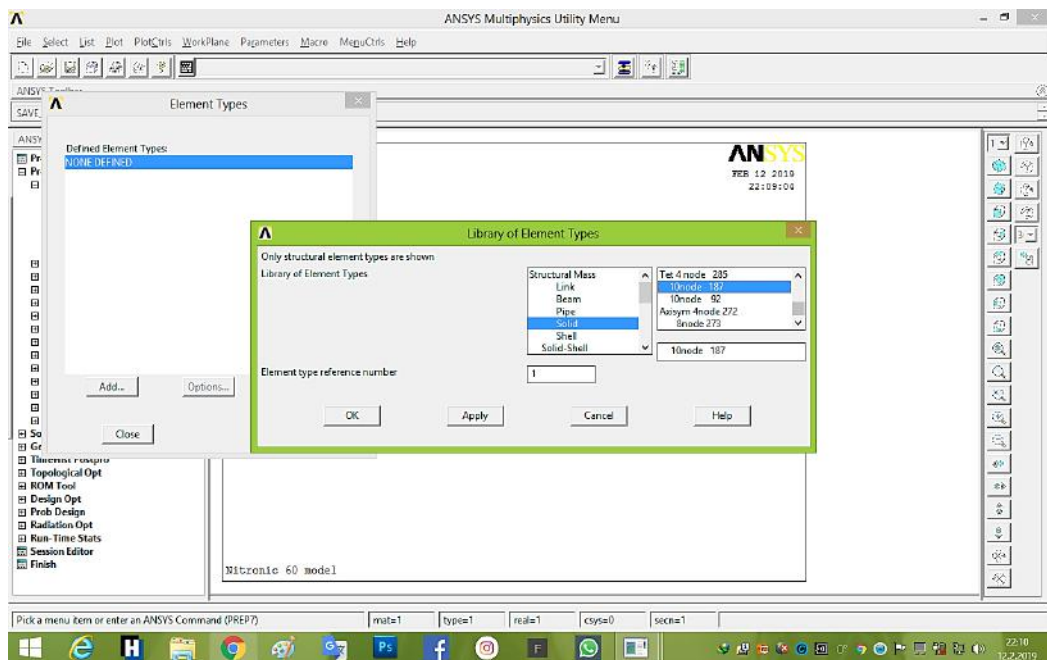 ANSYS Multiphysics Utility Menu
File Select List Plot PlotCtrls WorkPlane Parameters Macro MenuCtrls Help
SAVE_
Element Types
Defined Element Types:
NONE DEFINED
Add...
Options...
Close
ANSYS
FEB 12 2019
22:09:04
Library of Element Types
Only structural element types are shown
Library of Element Types
Structural Mass
Link
Beam
Pipe
Solid
Shell
Solid-Shell
Tet 4node 285
10node 187
10node 92
Axisym 4node 272
8node 273
10node 187
Element type reference number
1
OK
Apply
Cancel
Help
Topological Opt
ROM Tool
Design Opt
Prob Design
Radiation Opt
Run-Time Stats
Session Editor
Finish
Nitronic 60 model
Pick a menu item or enter an ANSYS Command (PREP7)
mat=1
type=1
real=1
csys=0
secn=1
22:10
12.2.2019